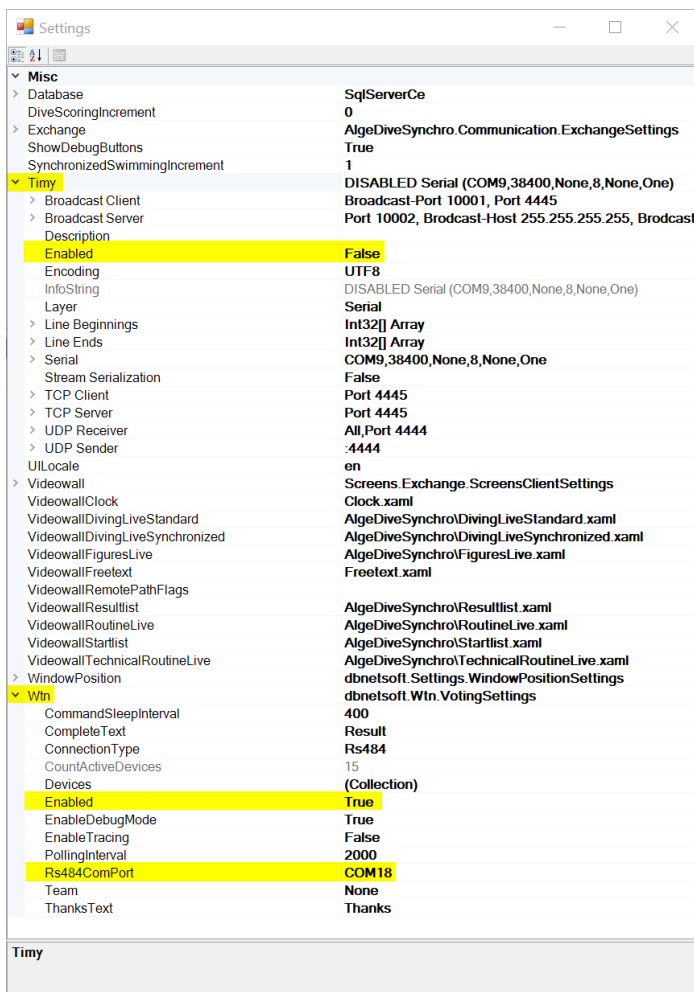 Settings
Misc
Database SqlServerCe
DiveScoringIncrement 0
Exchange AlgeDiveSynchro.Communication.ExchangeSettings
ShowDebugButtons True
SynchronizedSwimmingIncrement 1
Timy DISABLED Serial (COM9,38400,None,8,None,One)
Broadcast Client Broadcast-Port 10001, Port 4445
Broadcast Server Port 10002, Brodcast-Host 255.255.255.255, Brodcast
Description
Enabled False
Encoding UTF8
InfoString DISABLED Serial (COM9,38400,None,8,None,One)
Layer Serial
Line Beginnings Int32[] Array
Line Ends Int32[] Array
Serial COM9,38400,None,8,None,One
Stream Serialization False
TCP Client Port 4445
TCP Server Port 4445
UDP Receiver All,Port 4444
UDP Sender :4444
UILocale en
Videowall Screens.Exchange.ScreensClientSettings
VideowallClock Clock.xaml
VideowallDivingLiveStandard AlgeDiveSynchro\DivingLiveStandard.xaml
VideowallDivingLiveSynchronized AlgeDiveSynchro\DivingLiveSynchronized.xaml
VideowallFiguresLive AlgeDiveSynchro\FiguresLive.xaml
VideowallFreetext Freetext.xaml
VideowallRemotePathFlags
VideowallResultlist AlgeDiveSynchro\Resultlist.xaml
VideowallRoutineLive AlgeDiveSynchro\RoutineLive.xaml
VideowallStartlist AlgeDiveSynchro\Startlist.xaml
VideowallTechnicalRoutineLive AlgeDiveSynchro\TechnicalRoutineLive.xaml
WindowPosition dbnetsoft.Settings.WindowPositionSettings
Wtn dbnetsoft.Wtn.VotingSettings
CommandSleepInterval 400
CompleteText Result
ConnectionType Rs484
CountActiveDevices 15
Devices (Collection)
Enabled True
EnableDebugMode True
EnableTracing False
PollingInterval 2000
Rs484ComPort COM18
Team None
ThanksText Thanks
Timy